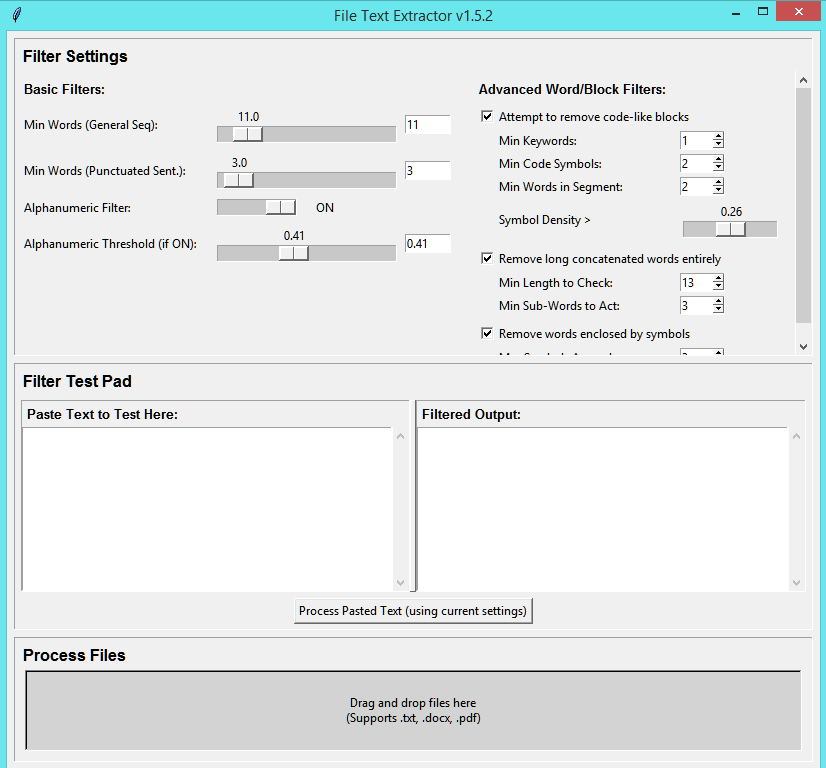 File Text Extractor v1.5.2
Filter Settings
Basic Filters:
11.0
Min Words (General Seq):
11
3.0
Min Words (Punctuated Sent.):
3
Alphanumeric Filter:
ON
0.41
Alphanumeric Threshold (if ON):
0.41
Advanced Word/Block Filters:
Attempt to remove code-like blocks
Min Keywords:
1
Min Code Symbols:
2
Min Words in Segment:
2
0.26
Symbol Density >
Remove long concatenated words entirely
Min Length to Check:
13
Min Sub-Words to Act:
3
Remove words enclosed by symbols
Filter Test Pad
Paste Text to Test Here:
Filtered Output:
Process Pasted Text (using current settings)
Process Files
Drag and drop files here
(Supports .txt, .docx, .pdf)